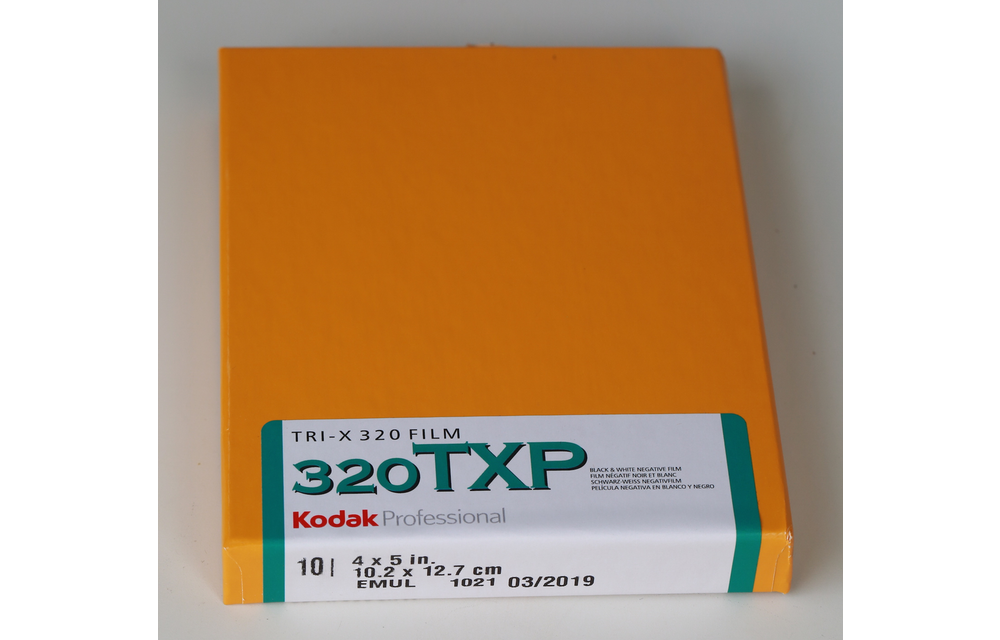 TRI-X 320 FILM
320TXP
BLACK & WHITE NEGATIVE FILM
FILM NÉGATIF NOIR ET BLANC
SCHWARZ-WEISS NEGATIVFILM
PELÍCULA NEGATIVA EN BLANCO Y NEGRO
Kodak Professional
10| 4 x 5 in.
10.2 x 12.7 cm
EMUL 1021 03/2019